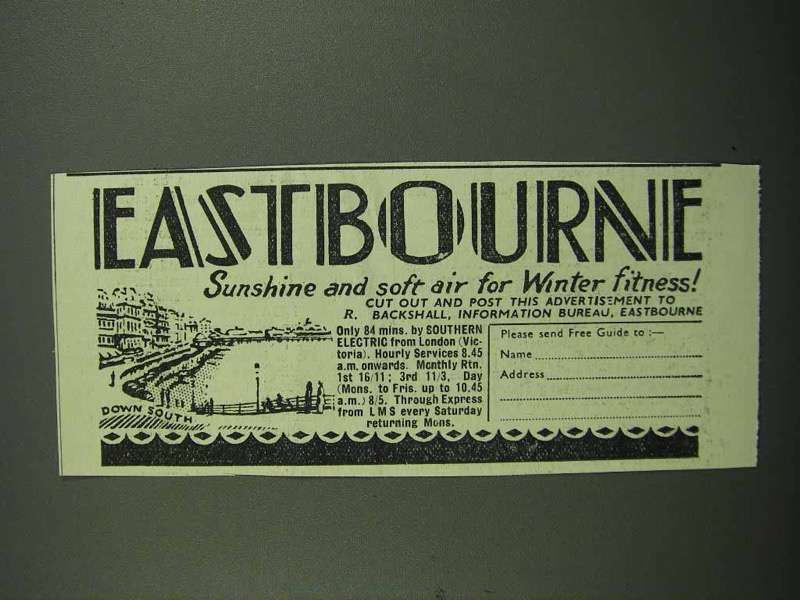 EASTBOURNE
Sunshine and soft air for Winter fitness!
CUT OUT AND POST THIS ADVERTISEMENT TO
R. BACKSHALL, INFORMATION BUREAU, EASTBOURNE
DOWN SOUTH
Only 84 mins. by SOUTHERN
ELECTRIC from London (Vic-
toria). Hourly Services 8.45
a.m. onwards. Monthly Rtn.
1st 16/11; 3rd 11/3, Day
(Mons. to Fris. up to 10.45
a.m.) 8/5. Through Express
from LMS every Saturday
returning Mons.
Please send Free Guide to :—
Name
Address